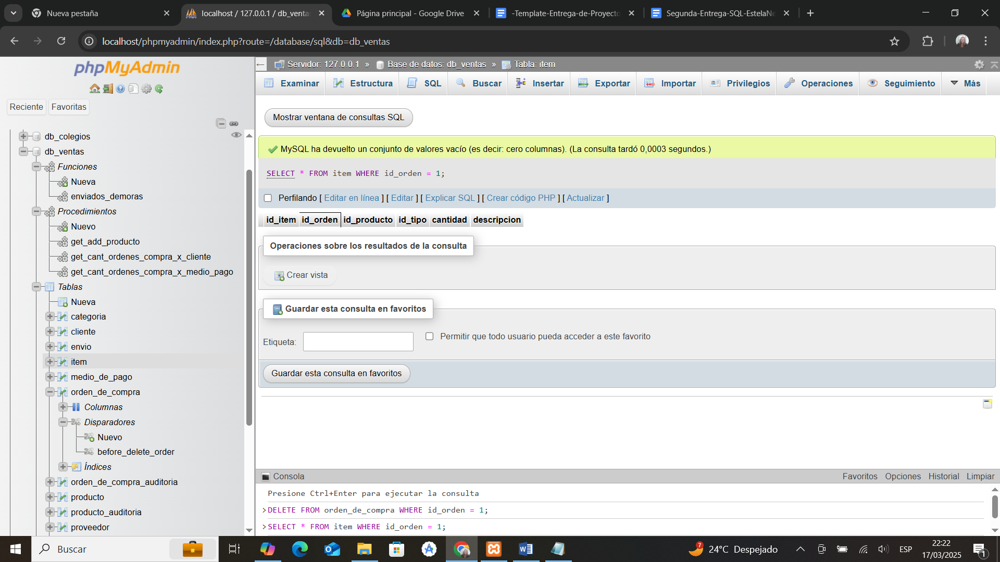 Nueva pestaña
localhost / 127.0.0.1 / db_venta
Página principal - Google Drive
-Template-Entrega-de-Proyecto
Segunda-Entrega-SQL-EstelaNe
localhost/phpmyadmin/index.php?route=/database/sql&db=db_ventas
phpMyAdmin
Reciente Favoritas
db_colegios
db_ventas
Funciones
Nueva
enviados_demoras
Procedimientos
Nuevo
get_add_producto
get_cant_ordenes_compra_x_cliente
get_cant_ordenes_compra_x_medio_pago
Tablas
Nueva
categoria
cliente
envio
item
medio_de_pago
orden_de_compra
Columnas
Disparadores
Nuevo
before_delete_order
Índices
orden_de_compra_auditoria
producto
producto_auditoria
proveedor
Servidor: 127.0.0.1 » Base de datos: db_ventas » Tabla: item
Examinar Estructura SQL Buscar Insertar Exportar Importar Privilegios Operaciones Seguimiento Más
Mostrar ventana de consultas SQL
MySQL ha devuelto un conjunto de valores vacío (es decir: cero columnas). (La consulta tardó 0,0003 segundos.)
SELECT * FROM item WHERE id_orden = 1;
Perfilando [ Editar en línea ] [ Editar ] [ Explicar SQL ] [ Crear código PHP ] [ Actualizar ]
id_item id_orden id_producto id_tipo cantidad descripcion
Operaciones sobre los resultados de la consulta
Crear vista
Guardar esta consulta en favoritos
Etiqueta:
Permitir que todo usuario pueda acceder a este favorito
Guardar esta consulta en favoritos
Consola
Favoritos Opciones Historial Limpiar
Presione Ctrl+Enter para ejecutar la consulta
>DELETE FROM orden_de_compra WHERE id_orden = 1;
>SELECT * FROM item WHERE id_orden = 1;
Buscar
7
24°C Despejado
ESP
22:22
17/03/2025
1